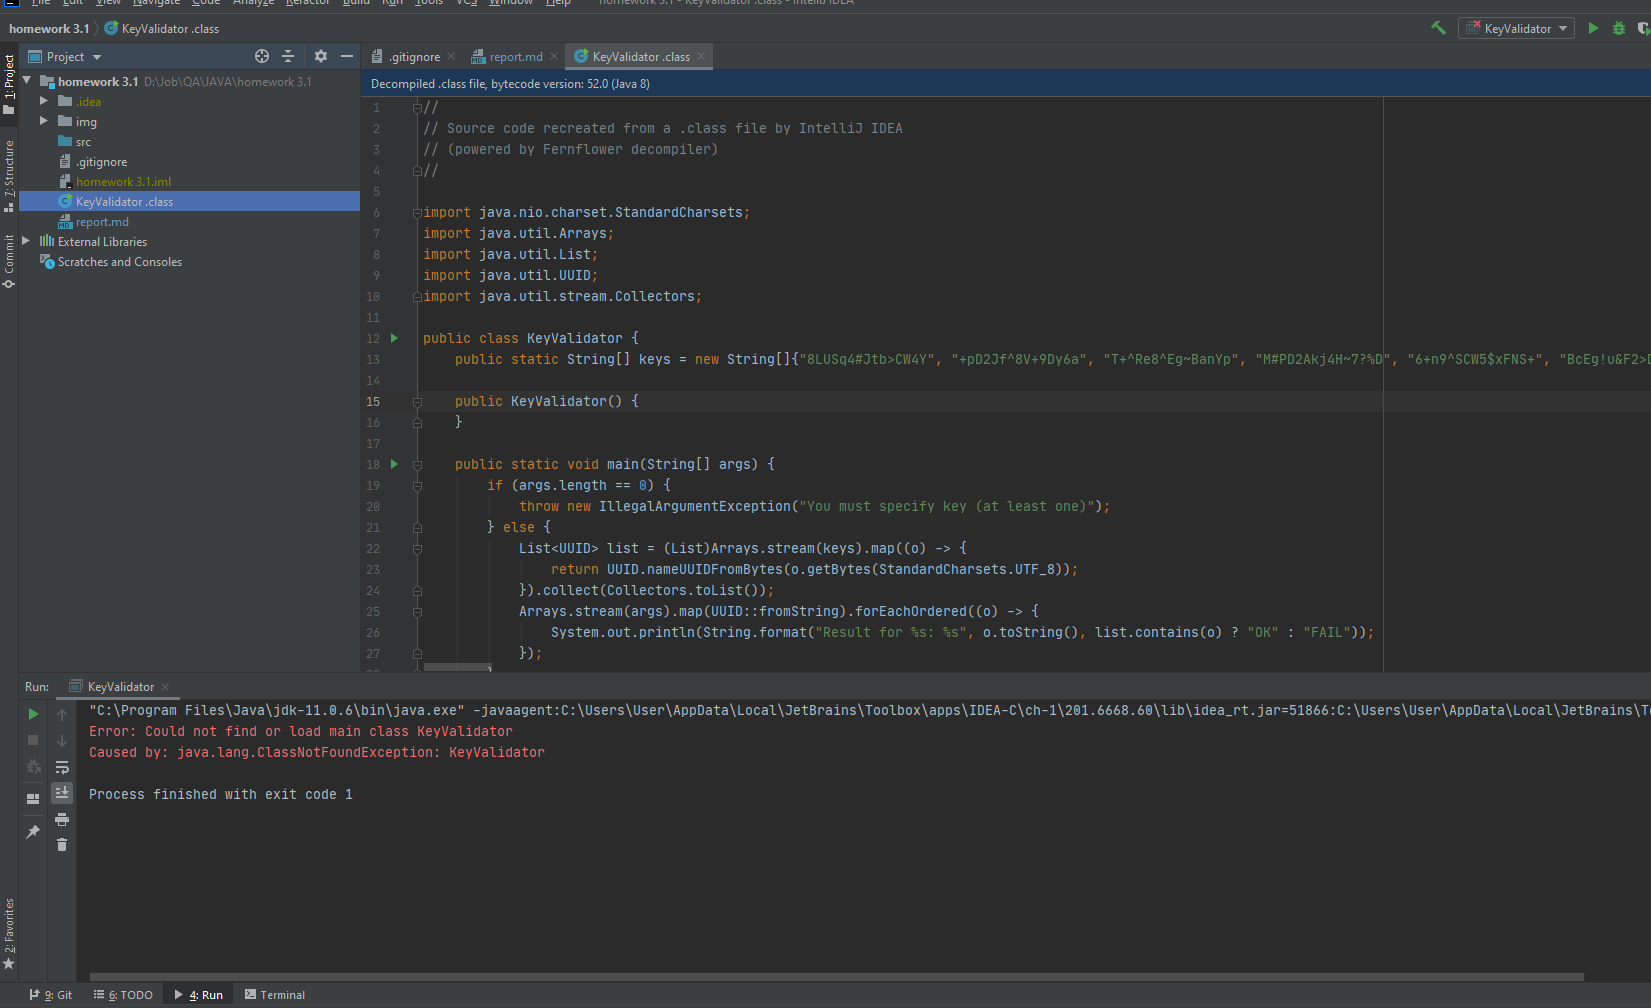 File Edit View Navigate Code Analyze Refactor Build Run Tools VCS Window Help homework 3.1 - KeyValidator .class - IntelliJ IDEA
homework 3.1 KeyValidator .class KeyValidator
1: Project
7: Structure
Commit
2: Favorites
Project
homework 3.1 D:\Job\QA\JAVA\homework 3.1
.idea
img
src
.gitignore
homework 3.1.iml
KeyValidator .class
report.md
External Libraries
Scratches and Consoles
.gitignore report.md KeyValidator .class
Decompiled .class file, bytecode version: 52.0 (Java 8)
1 //
2 // Source code recreated from a .class file by IntelliJ IDEA
3 // (powered by Fernflower decompiler)
4 //
5
6 import java.nio.charset.StandardCharsets;
7 import java.util.Arrays;
8 import java.util.List;
9 import java.util.UUID;
10 import java.util.stream.Collectors;
11
12 public class KeyValidator {
13 public static String[] keys = new String[]{"8LUSq4#Jtb>CW4Y", "+pD2Jf^8V+9Dy6a", "T+^Re8^Eg~BanYp", "M#PD2Akj4H~7?%D", "6+n9^SCW5$xFNS+", "BcEg!u&F2>
14
15 public KeyValidator() {
16 }
17
18 public static void main(String[] args) {
19 if (args.length == 0) {
20 throw new IllegalArgumentException("You must specify key (at least one)");
21 } else {
22 List<UUID> list = (List)Arrays.stream(keys).map((o) -> {
23 return UUID.nameUUIDFromBytes(o.getBytes(StandardCharsets.UTF_8));
24 }).collect(Collectors.toList());
25 Arrays.stream(args).map(UUID::fromString).forEachOrdered((o) -> {
26 System.out.println(String.format("Result for %s: %s", o.toString(), list.contains(o) ? "OK" : "FAIL"));
27 });
Run: KeyValidator
"C:\Program Files\Java\jdk-11.0.6\bin\java.exe" -javaagent:C:\Users\User\AppData\Local\JetBrains\Toolbox\apps\IDEA-C\ch-1\201.6668.60\lib\idea_rt.jar=51866:C:\Users\User\AppData\Local\JetBrains\
Error: Could not find or load main class KeyValidator
Caused by: java.lang.ClassNotFoundException: KeyValidator
Process finished with exit code 1
9: Git 6: TODO 4: Run Terminal